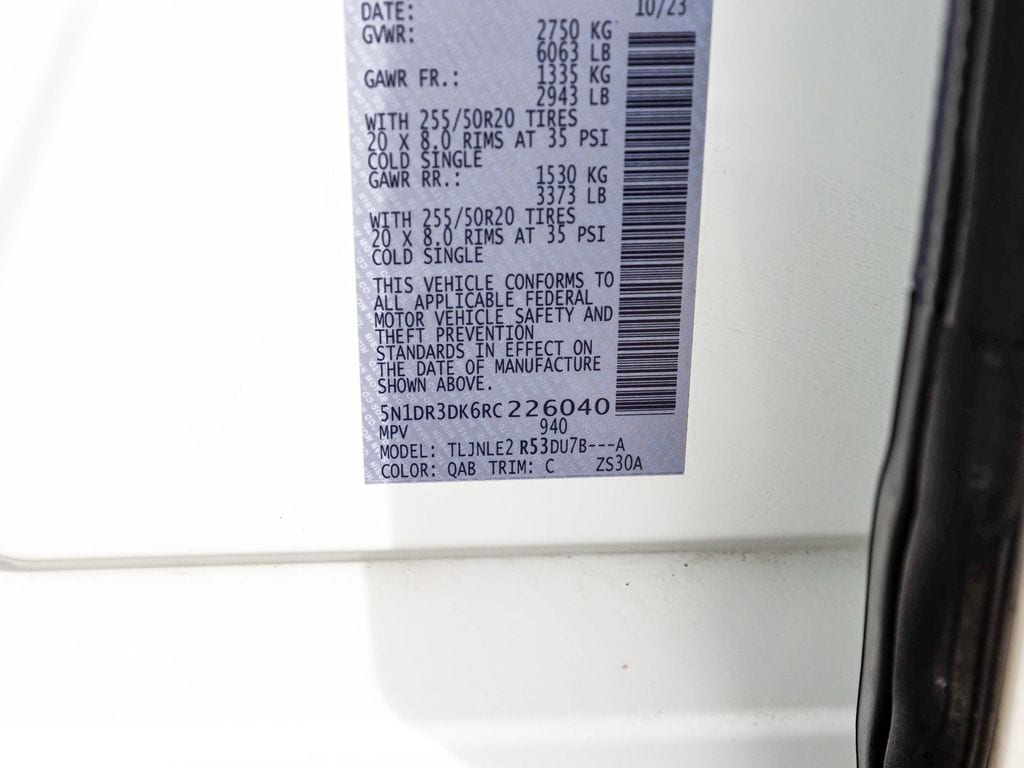 DATE: 10/23
GVWR: 2750 KG
6063 LB
GAWR FR.: 1335 KG
2943 LB
WITH 255/50R20 TIRES
20 X 8.0 RIMS AT 35 PSI
COLD SINGLE
GAWR RR.: 1530 KG
3373 LB
WITH 255/50R20 TIRES
20 X 8.0 RIMS AT 35 PSI
COLD SINGLE
THIS VEHICLE CONFORMS TO
ALL APPLICABLE FEDERAL
MOTOR VEHICLE SAFETY AND
THEFT PREVENTION
STANDARDS IN EFFECT ON
THE DATE OF MANUFACTURE
SHOWN ABOVE.
5N1DR3DK6RC226040
MPV 940
MODEL: TLJNLE2 R53DU7B---A
COLOR: QAB TRIM: C ZS30A